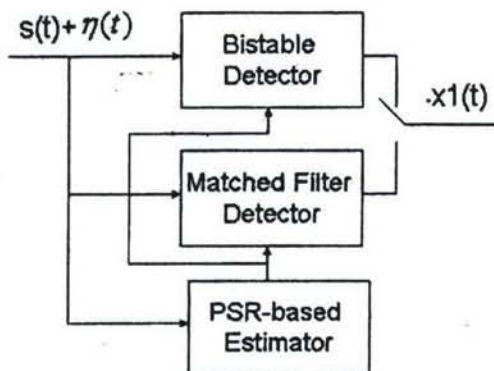 s(t)+η(t)
Bistable
Detector
·x1(t)
Matched Filter
Detector
PSR-based
Estimator